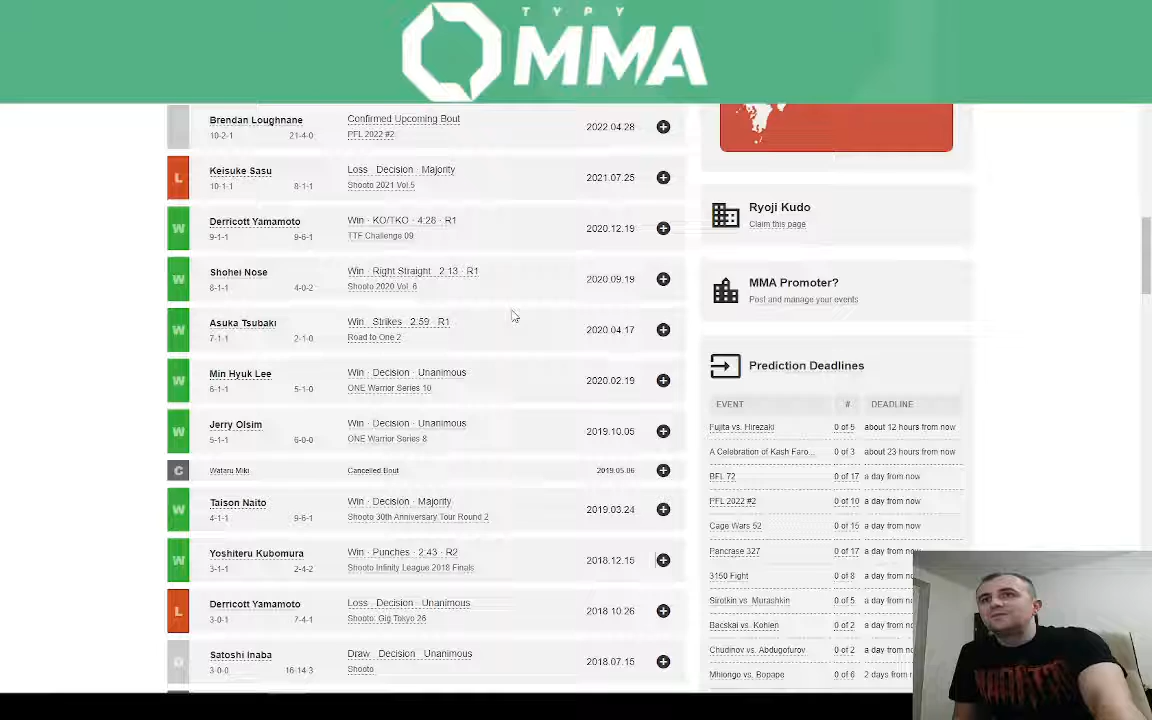 TYPY
MMA
Brendan Loughnane
10-2-1 21-4-0
Confirmed Upcoming Bout
PFL 2022 #2
2022.04.28
L
Keisuke Sasu
10-1-1 8-1-1
Loss Decision Majority
Shooto 2021 Vol.5
2021.07.25
W
Derricott Yamamoto
9-1-1 9-6-1
Win · KO/TKO · 4:28 · R1
TTF Challenge 09
2020.12.19
W
Shohei Nose
8-1-1 4-0-2
Win · Right Straight 2:13 · R1
Shooto 2020 Vol. 6
2020.09.19
W
Asuka Tsubaki
7-1-1 2-1-0
Win · Strikes · 2:59 · R1
Road to One 2
2020.04.17
W
Min Hyuk Lee
6-1-1 5-1-0
Win · Decision · Unanimous
ONE Warrior Series 10
2020.02.19
W
Jerry Olsim
5-1-1 6-0-0
Win · Decision · Unanimous
ONE Warrior Series 8
2019.10.05
C
Wataru Miki
Cancelled Bout
2019.05.06
W
Taison Naito
4-1-1 9-6-1
Win · Decision · Majority
Shooto 30th Anniversary Tour Round 2
2019.03.24
W
Yoshiteru Kubomura
3-1-1 2-4-2
Win · Punches · 2:43 · R2
Shooto Infinity League 2018 Finals
2018.12.15
L
Derricott Yamamoto
3-0-1 7-4-1
Loss Decision · Unanimous
Shooto: Gig Tokyo 26
2018.10.26
D
Satoshi Inaba
3-0-0 16-14-3
Draw Decision Unanimous
Shooto
2018.07.15
Ryoji Kudo
Claim this page
MMA Promoter?
Post and manage your events
Prediction Deadlines
EVENT # DEADLINE
Fujita vs. Hirezaki 0 of 5 about 12 hours from now
A Celebration of Kash Faro... 0 of 3 about 23 hours from now
BFL 72 0 of 17 a day from now
PFL 2022 #2 0 of 10 a day from now
Cage Wars 52 0 of 15 a day from now
Pancrase 327 0 of 17 a day from now
3150 Fight 0 of 8 a day from
Sirotkin vs. Murashkin 0 of 5 a day from
Bacskai vs. Kohlen 0 of 2 a day from
Chudinov vs. Abdugofurov 0 of 2 a day from
Mhlongo vs. Bopape 0 of 6 2 days from